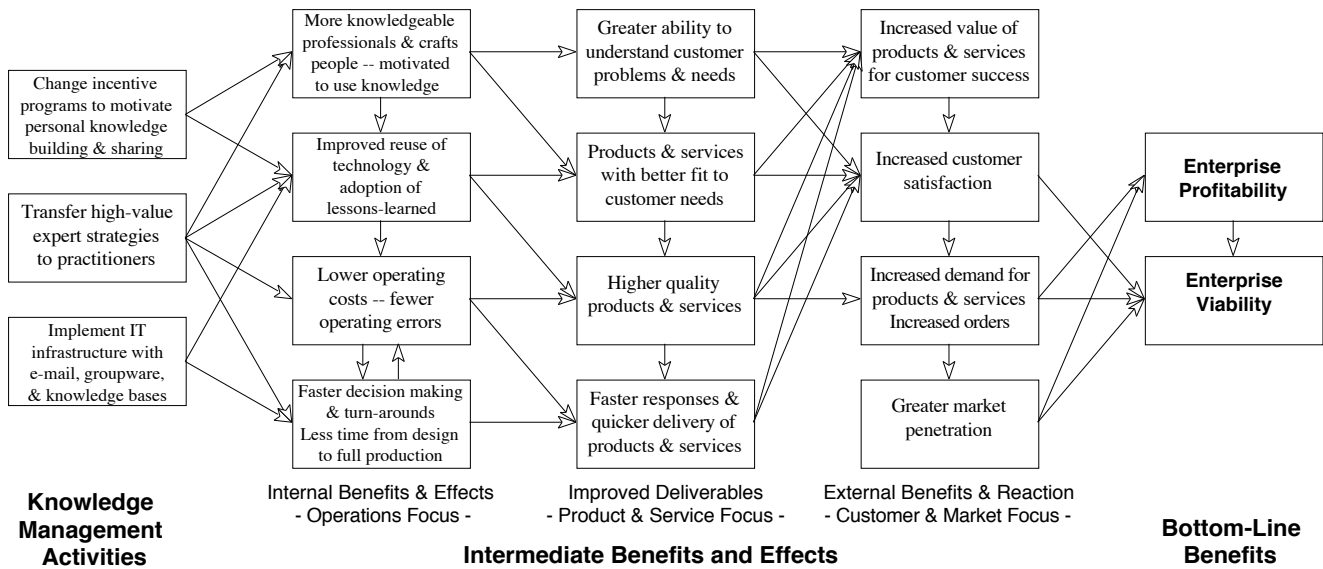 Change incentive
programs to motivate
personal knowledge
building & sharing
Transfer high-value
expert strategies
to practitioners
Implement IT
infrastructure with
e-mail, groupware,
& knowledge bases
Knowledge
Management
Activities
More knowledgeable
professionals & crafts
people -- motivated
to use knowledge
Improved reuse of
technology &
adoption of
lessons-learned
Lower operating
costs -- fewer
operating errors
Faster decision making
& turn-arounds
Less time from design
to full production
Internal Benefits & Effects
- Operations Focus -
Greater ability to
understand customer
problems & needs
Products & services
with better fit to
customer needs
Higher quality
products & services
Faster responses &
quicker delivery of
products & services
Improved Deliverables
- Product & Service Focus -
Increased value of
products & services
for customer success
Increased customer
satisfaction
Increased demand for
products & services
Increased orders
Greater market
penetration
External Benefits & Reaction
- Customer & Market Focus -
Intermediate Benefits and Effects
Enterprise
Profitability
Enterprise
Viability
Bottom-Line
Benefits